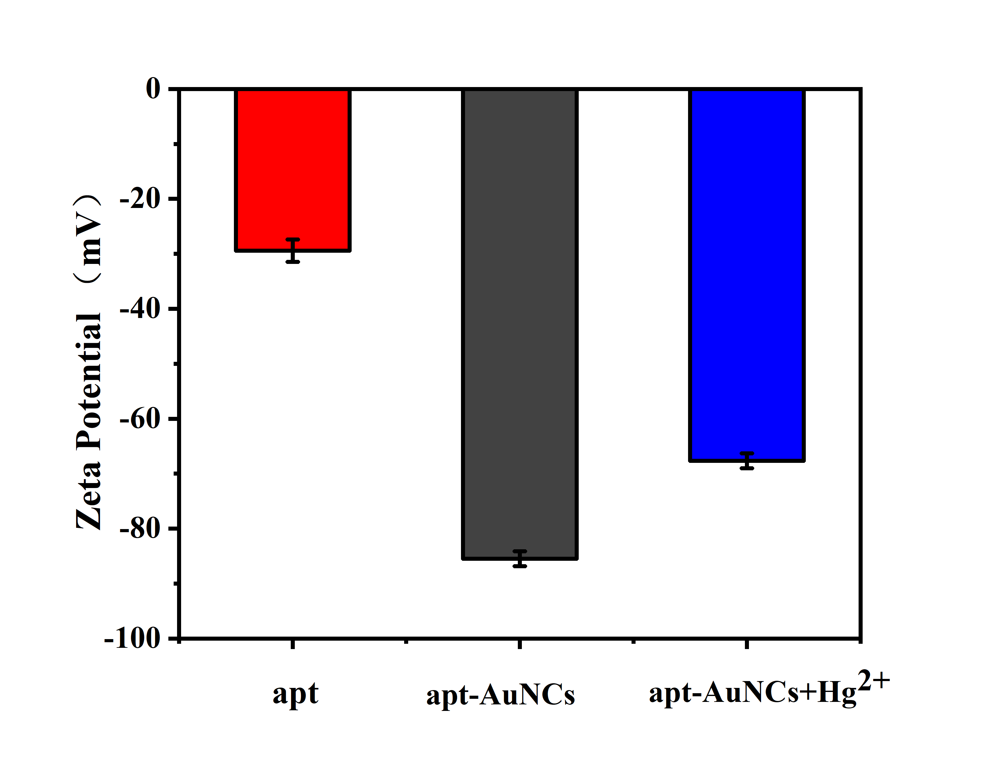 Zeta Potential（mV）
0
-20
-40
-60
-80
-100
apt
apt-AuNCs
apt-AuNCs+Hg2+